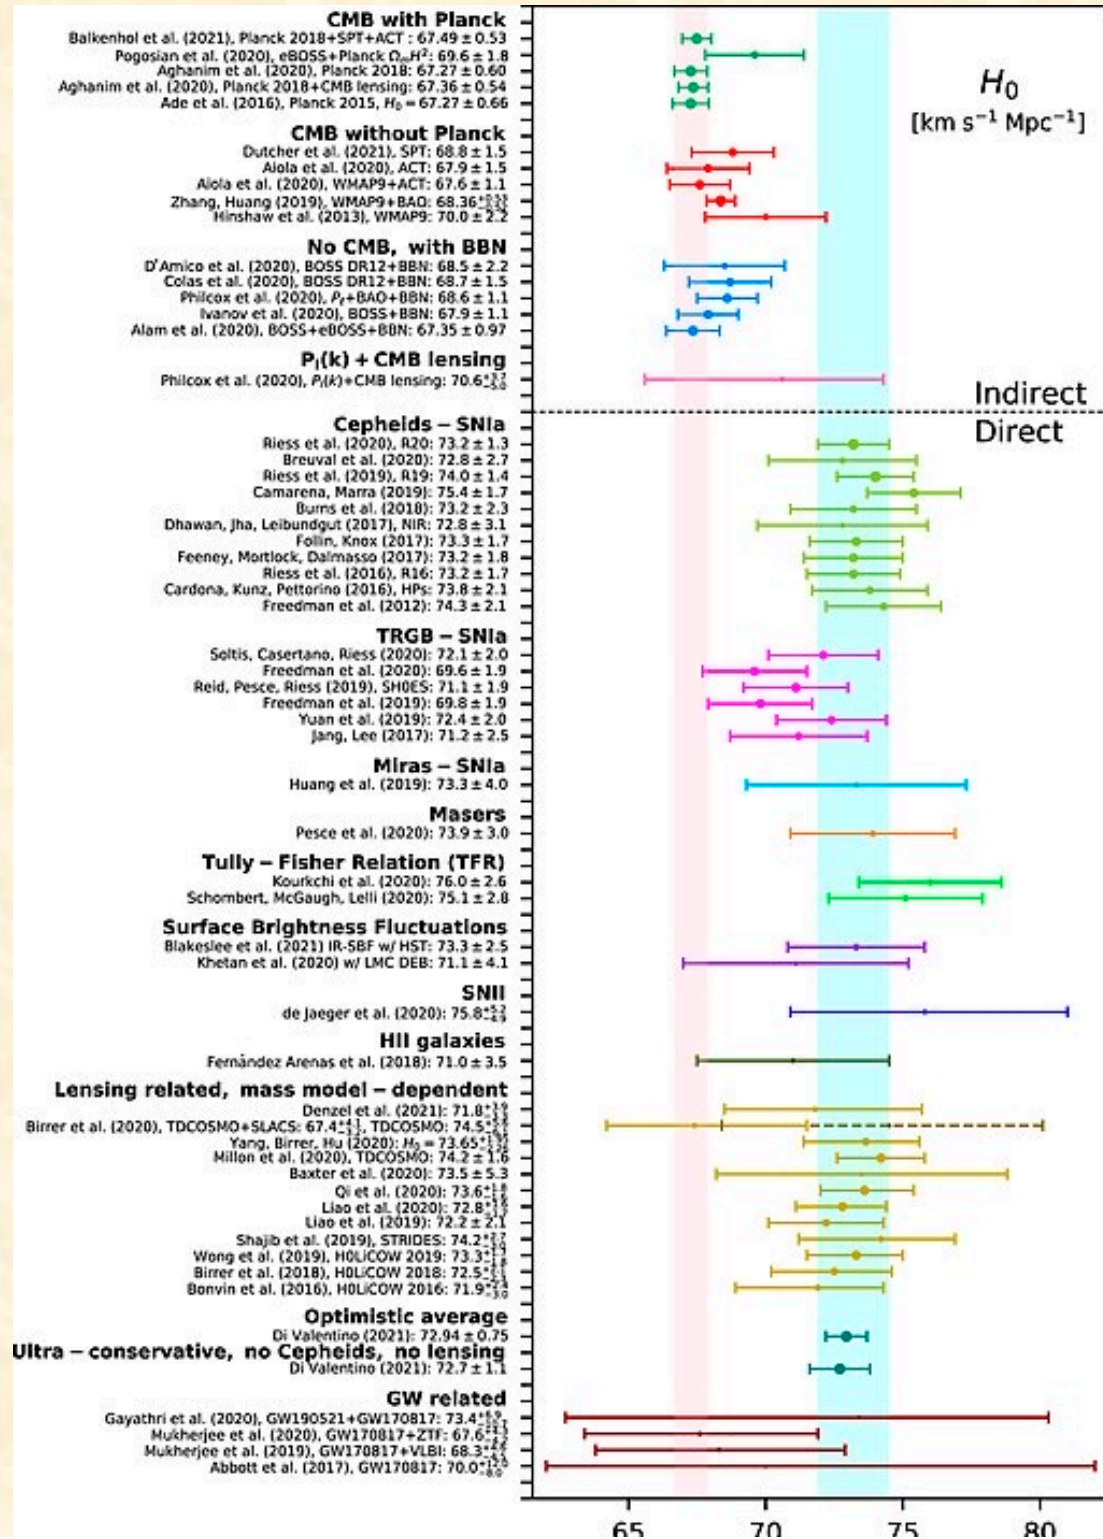 CMB with Planck
Balkenhol et al. (2021), Planck 2018+SPT+ACT : 67.49 ± 0.53
Pogosian et al. (2020), eBOSS+Planck ΩₘH²: 69.6 ± 1.8
Aghanim et al. (2020), Planck 2018: 67.27 ± 0.60
Aghanim et al. (2020), Planck 2018+CMB lensing: 67.36 ± 0.54
Ade et al. (2016), Planck 2015, H₀ = 67.27 ± 0.66
H₀
[km s⁻¹ Mpc⁻¹]
CMB without Planck
Dutcher et al. (2021), SPT: 68.8 ± 1.5
Aiola et al. (2020), ACT: 67.9 ± 1.5
Aiola et al. (2020), WMAP9+ACT: 67.6 ± 1.1
Zhang, Huang (2019), WMAP9+BAO: 68.36
Hinshaw et al. (2013), WMAP9: 70.0 ± 2.2
No CMB, with BBN
D'Amico et al. (2020), BOSS DR12+BBN: 68.5 ± 2.2
Colas et al. (2020), BOSS DR12+BBN: 68.7 ± 1.5
Philcox et al. (2020), Pₗ+BAO+BBN: 68.6 ± 1.1
Ivanov et al. (2020), BOSS+BBN: 67.9 ± 1.1
Alam et al. (2020), BOSS+eBOSS+BBN: 67.35 ± 0.97
Pₗ(k) + CMB lensing
Philcox et al. (2020), Pₗ(k)+CMB lensing: 70.6 +3.7 −5.0
Indirect
Direct
Cepheids – SNIa
Riess et al. (2020), R20: 73.2 ± 1.3
Breuval et al. (2020): 72.8 ± 2.7
Riess et al. (2019), R19: 74.0 ± 1.4
Camarena, Marra (2019): 75.4 ± 1.7
Burns et al. (2018): 73.2 ± 2.3
Dhawan, Jha, Leibundgut (2017), NIR: 72.8 ± 3.1
Follin, Knox (2017): 73.3 ± 1.7
Feeney, Mortlock, Dalmasso (2017): 73.2 ± 1.8
Riess et al. (2016), R16: 73.2 ± 1.7
Cardona, Kunz, Pettorino (2016), HPs: 73.8 ± 2.1
Freedman et al. (2012): 74.3 ± 2.1
TRGB – SNIa
Soltis, Casertano, Riess (2020): 72.1 ± 2.0
Freedman et al. (2020): 69.6 ± 1.9
Reid, Pesce, Riess (2019), SH0ES: 71.1 ± 1.9
Freedman et al. (2019): 69.8 ± 1.9
Yuan et al. (2019): 72.4 ± 2.0
Jang, Lee (2017): 71.2 ± 2.5
Miras – SNIa
Huang et al. (2019): 73.3 ± 4.0
Masers
Pesce et al. (2020): 73.9 ± 3.0
Tully – Fisher Relation (TFR)
Kourkchi et al. (2020): 76.0 ± 2.6
Schombert, McGaugh, Lelli (2020): 75.1 ± 2.8
Surface Brightness Fluctuations
Blakeslee et al. (2021) IR-SBF w/ HST: 73.3 ± 2.5
Khetan et al. (2020) w/ LMC DEB: 71.1 ± 4.1
SNII
de Jaeger et al. (2020): 75.8 +5.2 −4.9
HII galaxies
Fernández Arenas et al. (2018): 71.0 ± 3.5
Lensing related, mass model – dependent
Denzel et al. (2021): 71.8
Birrer et al. (2020), TDCOSMO+SLACS: 67.4, TDCOSMO: 74.5
Yang, Birrer, Hu (2020): H₀ = 73.65
Millon et al. (2020), TDCOSMO: 74.2 ± 1.6
Baxter et al. (2020): 73.5 ± 5.3
Qi et al. (2020): 73.6
Liao et al. (2020): 72.8
Liao et al. (2019): 72.2 ± 2.1
Shajib et al. (2019), STRIDES: 74.2
Wong et al. (2019), H0LiCOW 2019: 73.3
Birrer et al. (2018), H0LiCOW 2018: 72.5
Bonvin et al. (2016), H0LiCOW 2016: 71.9
Optimistic average
Di Valentino (2021): 72.94 ± 0.75
Ultra – conservative, no Cepheids, no lensing
Di Valentino (2021): 72.7 ± 1.1
GW related
Gayathri et al. (2020), GW190521+GW170817: 73.4
Mukherjee et al. (2020), GW170817+ZTF: 67.6
Mukherjee et al. (2019), GW170817+VLBI: 68.3
Abbott et al. (2017), GW170817: 70.0 +12.0 −8.0
65 70 75 80